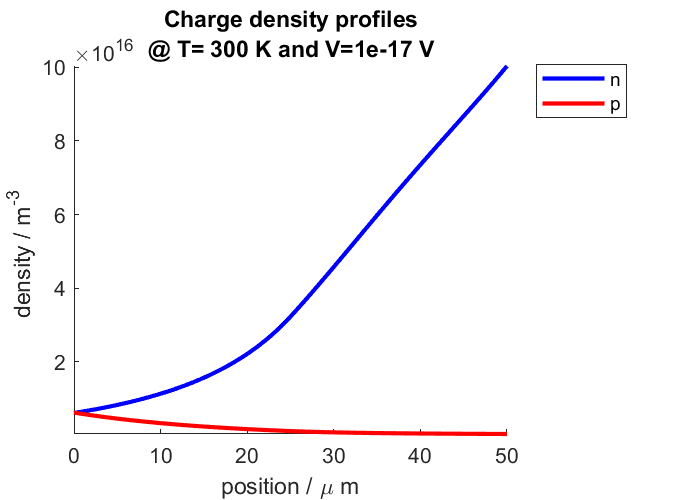 Charge density profiles
@ T= 300 K and V=1e-17 V
×10^16
10
8
6
4
2
density / m^-3
0
10
20
30
40
50
position / μ m
n
p